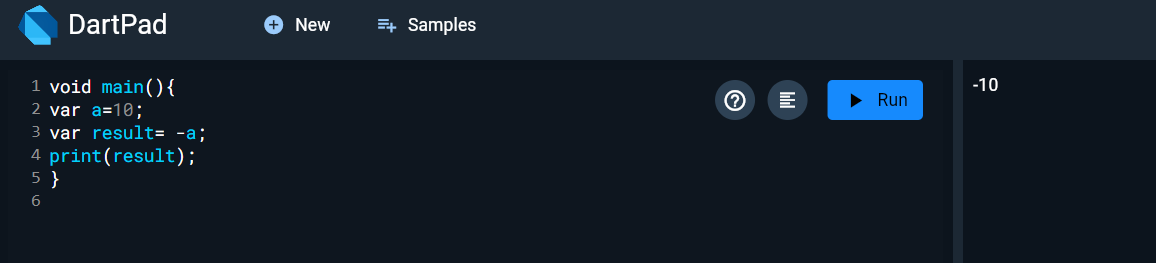 DartPad
New
Samples
1 void main(){
2 var a=10;
3 var result= -a;
4 print(result);
5 }
6
Run
-10